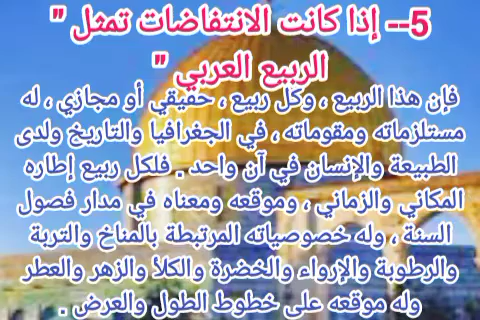 5-- إذا كانت الانتفاضات تمثل "
الربيع العربي "
فإن هذا الربيع ، وكل ربيع ، حقيقي أو مجازي ، له
مستلزماته ومقوماته ، في الجغرافيا والتاريخ ولدى
الطبيعة والإنسان في آن واحد . فلكل ربيع إطاره
المكاني والزماني ، وموقعه ومعناه في مدار فصول
السنة ، وله خصوصياته المرتبطة بالمناخ والتربة
والرطوبة والإرواء والخضرة والكلأ والزهر والعطر
وله موقعه على خطوط الطول والعرض .